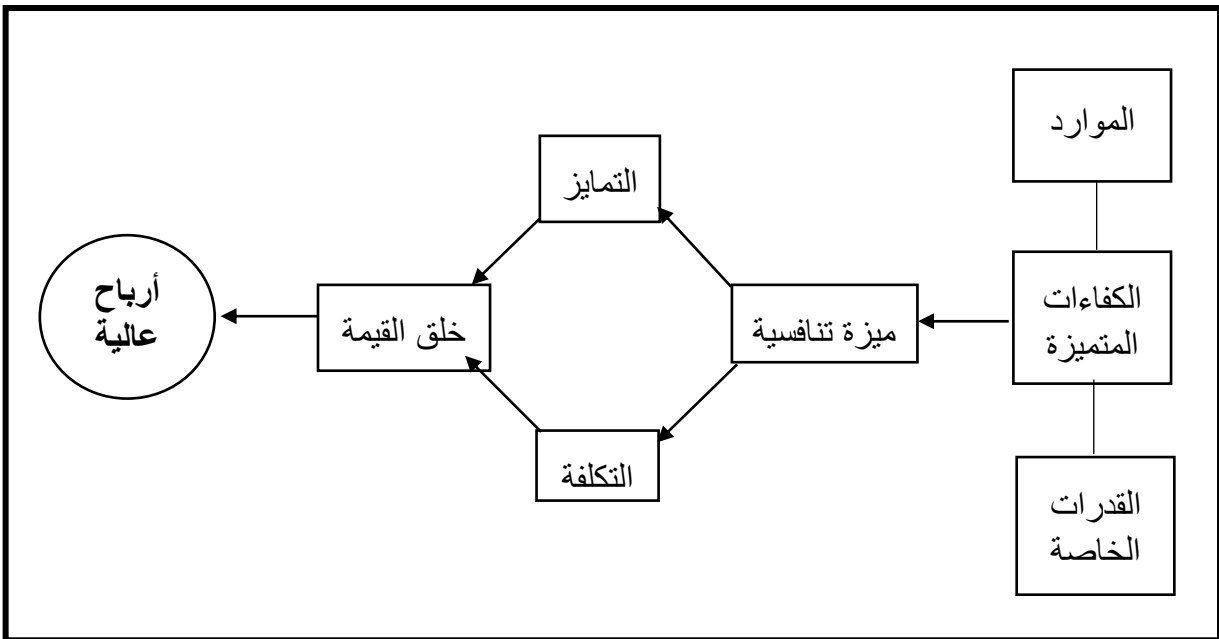 الموارد
الكفاءات
المتميزة
القدرات
الخاصة
ميزة تنافسية
التمايز
التكلفة
خلق القيمة
أرباح
عالية